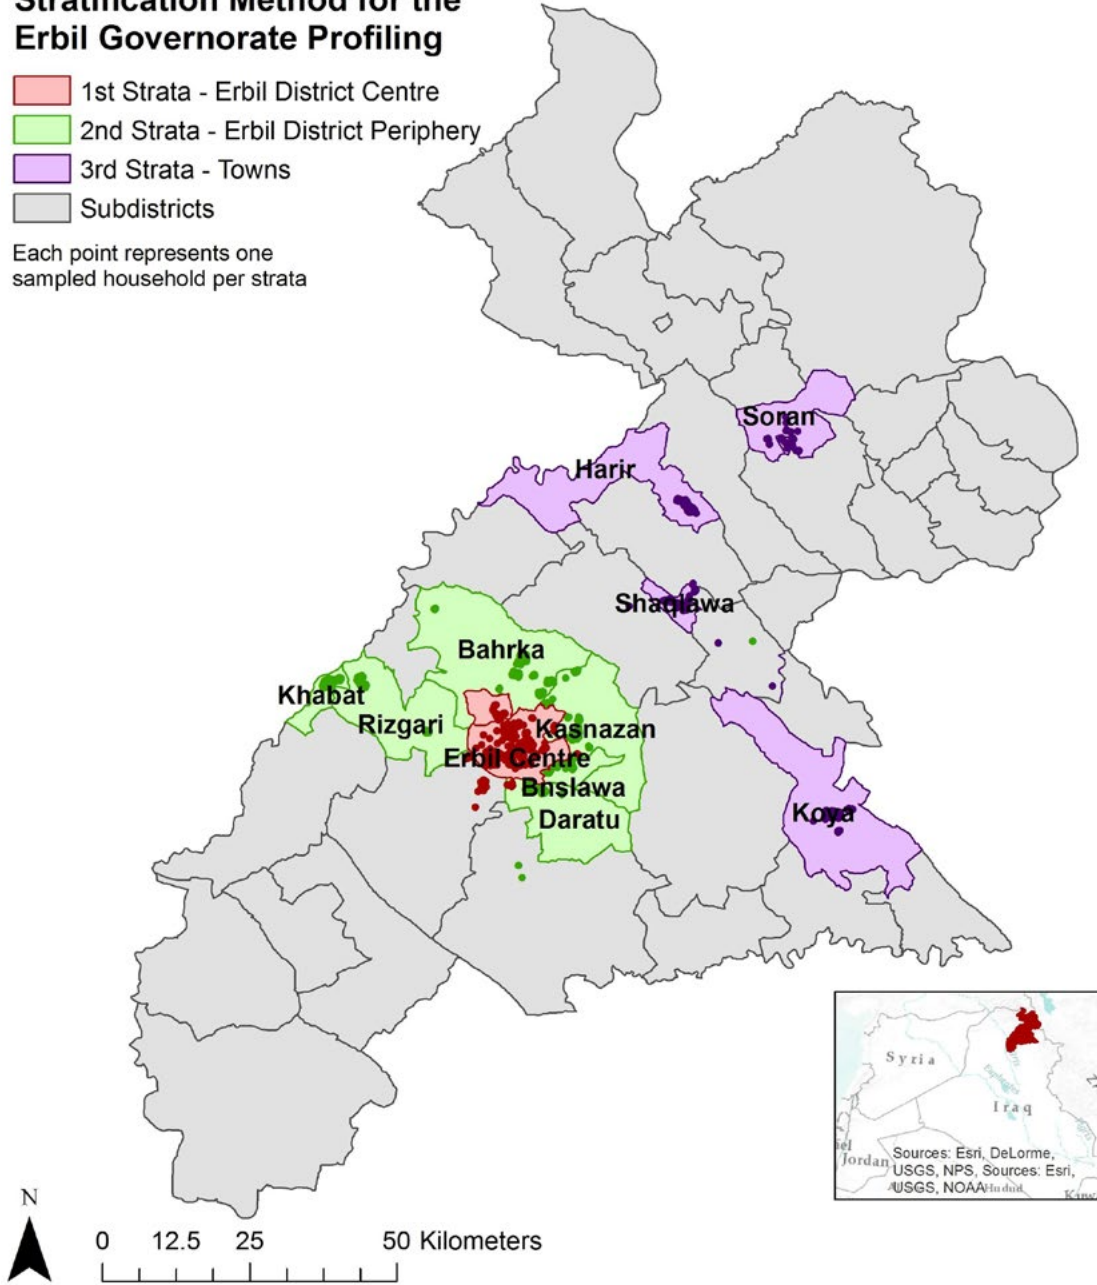 Stratification Method for the
Erbil Governorate Profiling
1st Strata - Erbil District Centre
2nd Strata - Erbil District Periphery
3rd Strata - Towns
Subdistricts
Each point represents one
sampled household per strata
Soran
Harir
Shaqlawa
Bahrka
Khabat
Rizgari
Kasnazan
Erbil Centre
Bnslawa
Daratu
Koya
Syria
Iraq
Jordan
Sources: Esri, DeLorme,
USGS, NPS, Sources: Esri,
USGS, NOAA
N
0 12.5 25 50 Kilometers